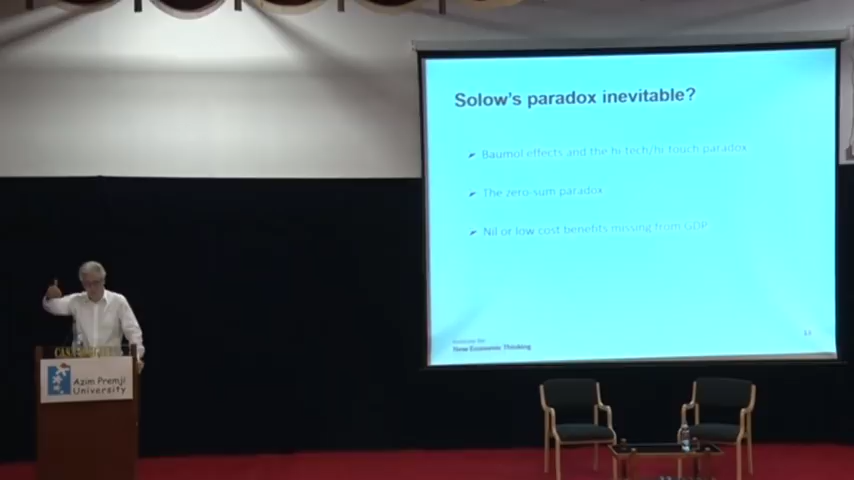 Solow's paradox inevitable?
Baumol effects and the hi tech/hi touch paradox
The zero sum paradox
Nil or low cost benefits missing from GDP
New Economic Thinking
Azim Premji
University